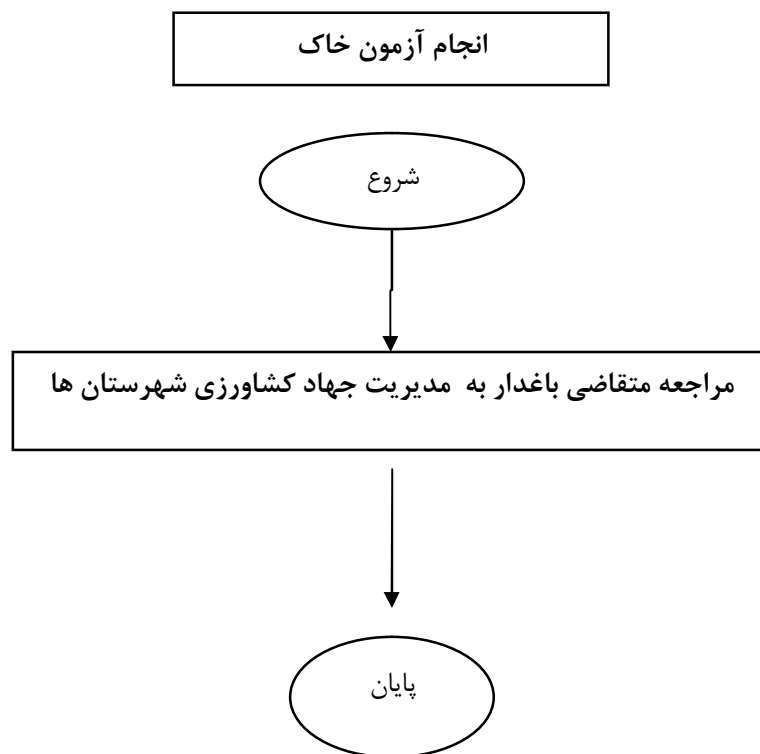 انجام آزمون خاک
شروع
مراجعه متقاضی باغدار به مدیریت جهاد کشاورزی شهرستان ها
پایان